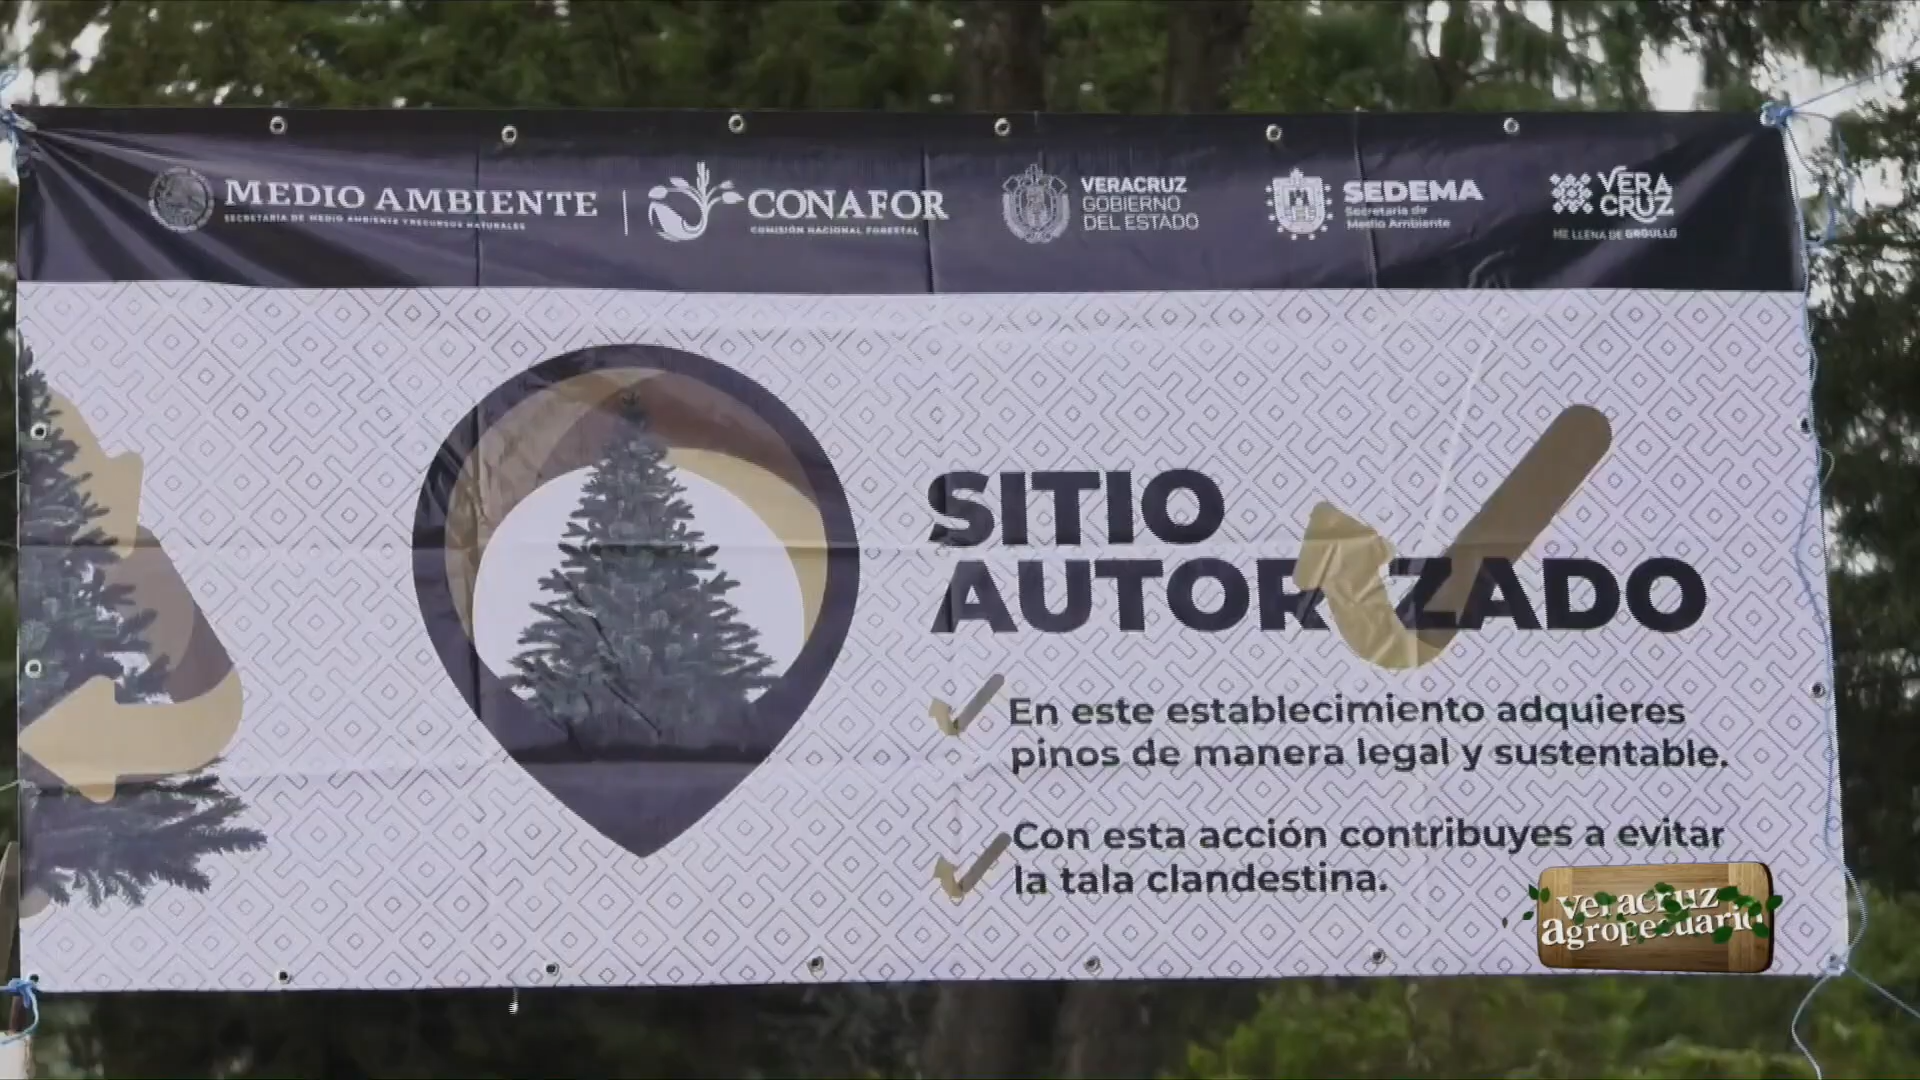 MEDIO AMBIENTE
SECRETARÍA DE MEDIO AMBIENTE Y RECURSOS NATURALES
CONAFOR
COMISIÓN NACIONAL FORESTAL
VERACRUZ
GOBIERNO
DEL ESTADO
SEDEMA
Secretaría de
Medio Ambiente
VERA
CRUZ
ME LLENA DE ORGULLO
SITIO
AUTORIZADO
En este establecimiento adquieres
pinos de manera legal y sustentable.
Con esta acción contribuyes a evitar
la tala clandestina.
veracruz
agropecuario